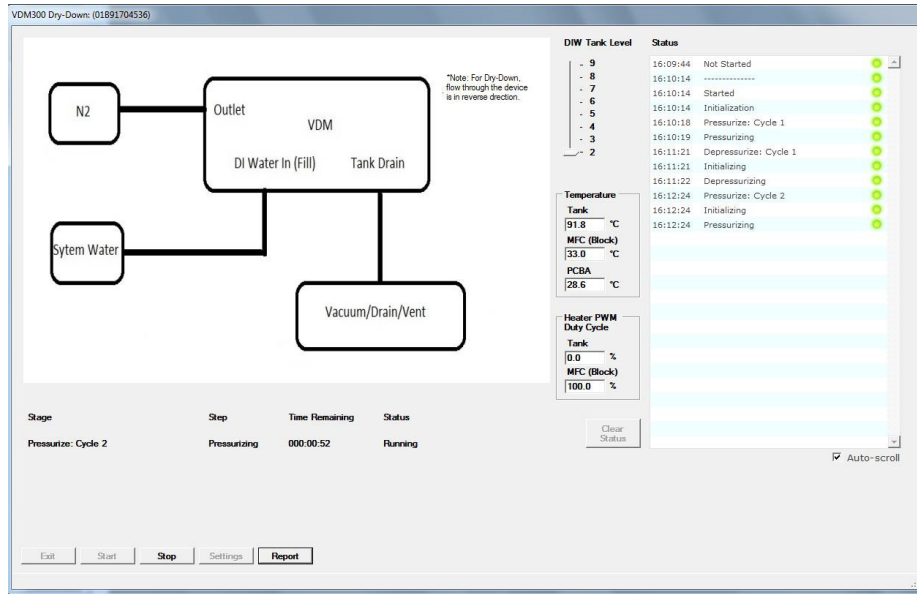 VDM300 Dry-Down: (01B91704536)
N2
Outlet
VDM
DI Water In (Fill) Tank Drain
*Note: For Dry-Down,
flow through the device
is in reverse drection.
Sytem Water
Vacuum/Drain/Vent
DIW Tank Level
- 9
- 8
- 7
- 6
- 5
- 4
- 3
- 2
Temperature
Tank
91.8 °C
MFC (Block)
33.0 °C
PCBA
28.6 °C
Heater PWM
Duty Cycle
Tank
0.0 %
MFC (Block)
100.0 %
Clear
Status
Status
16:09:44 Not Started
16:10:14 --------------
16:10:14 Started
16:10:14 Initialization
16:10:18 Pressurize: Cycle 1
16:10:19 Pressurizing
16:11:21 Depressurize: Cycle 1
16:11:21 Initializing
16:11:22 Depressurizing
16:12:24 Pressurize: Cycle 2
16:12:24 Initializing
16:12:24 Pressurizing
Auto-scroll
Stage Step Time Remaining Status
Pressurize: Cycle 2 Pressurizing 000:00:52 Running
Exit Start Stop Settings Report